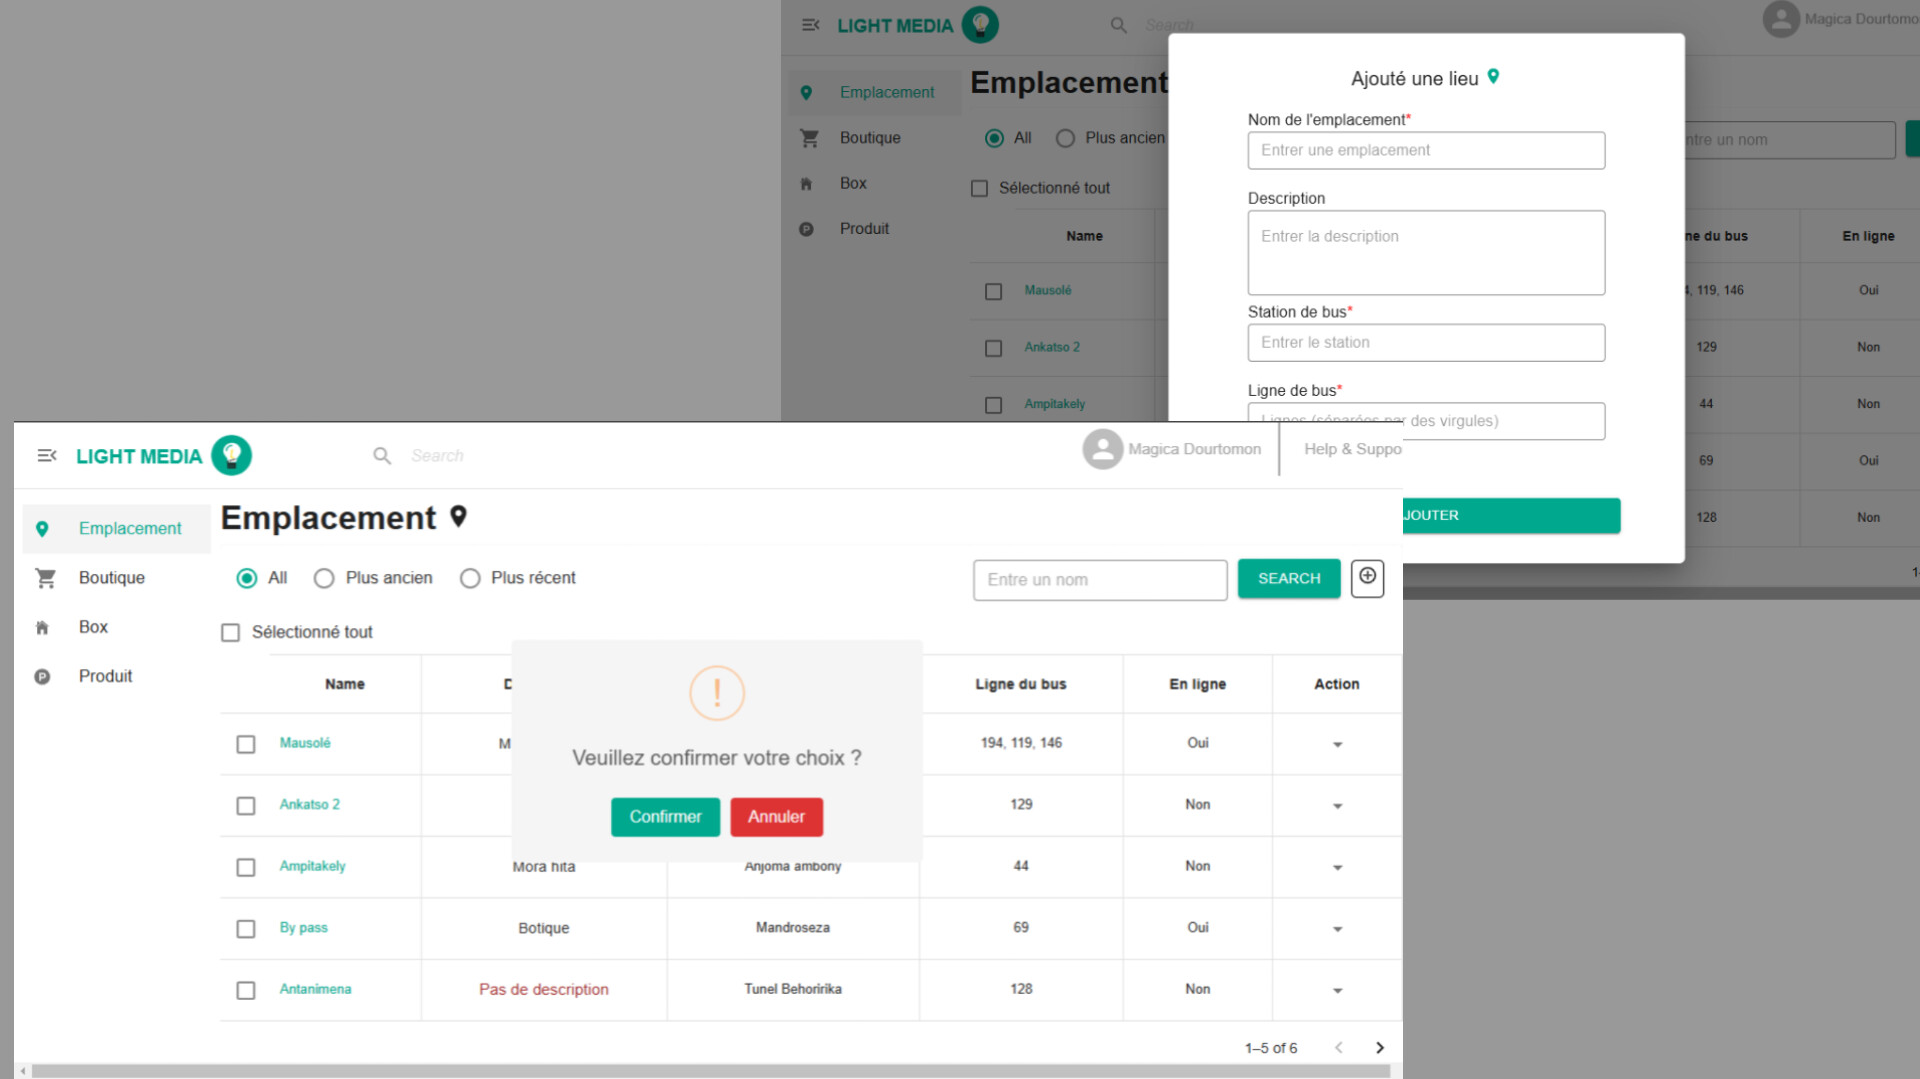 LIGHT MEDIA
Search
Magica Dourtomo
Emplacement
Boutique
Box
Produit
Emplacement
All
Plus ancien
Sélectionné tout
Name
Mausolé
Ankatso 2
Ampitakely
Ajouté une lieu
Nom de l'emplacement*
Entrer une emplacement
Description
Entrer la description
Station de bus*
Entrer le station
Ligne de bus*
Lignes (séparées par des virgules)
JOUTER
ntre un nom
ne du bus En ligne
, 119, 146 Oui
129 Non
44 Non
69 Oui
128 Non
LIGHT MEDIA
Search
Magica Dourtomon
Help & Suppo
Emplacement
Boutique
Box
Produit
Emplacement
All Plus ancien Plus récent
Entre un nom
SEARCH
Sélectionné tout
Name D Ligne du bus En ligne Action
Mausolé M 194, 119, 146 Oui
Ankatso 2 129 Non
Ampitakely Mora hita Anjoma ambony 44 Non
By pass Botique Mandroseza 69 Oui
Antanimena Pas de description Tunel Behoririka 128 Non
!
Veuillez confirmer votre choix ?
Confirmer Annuler
1–5 of 6